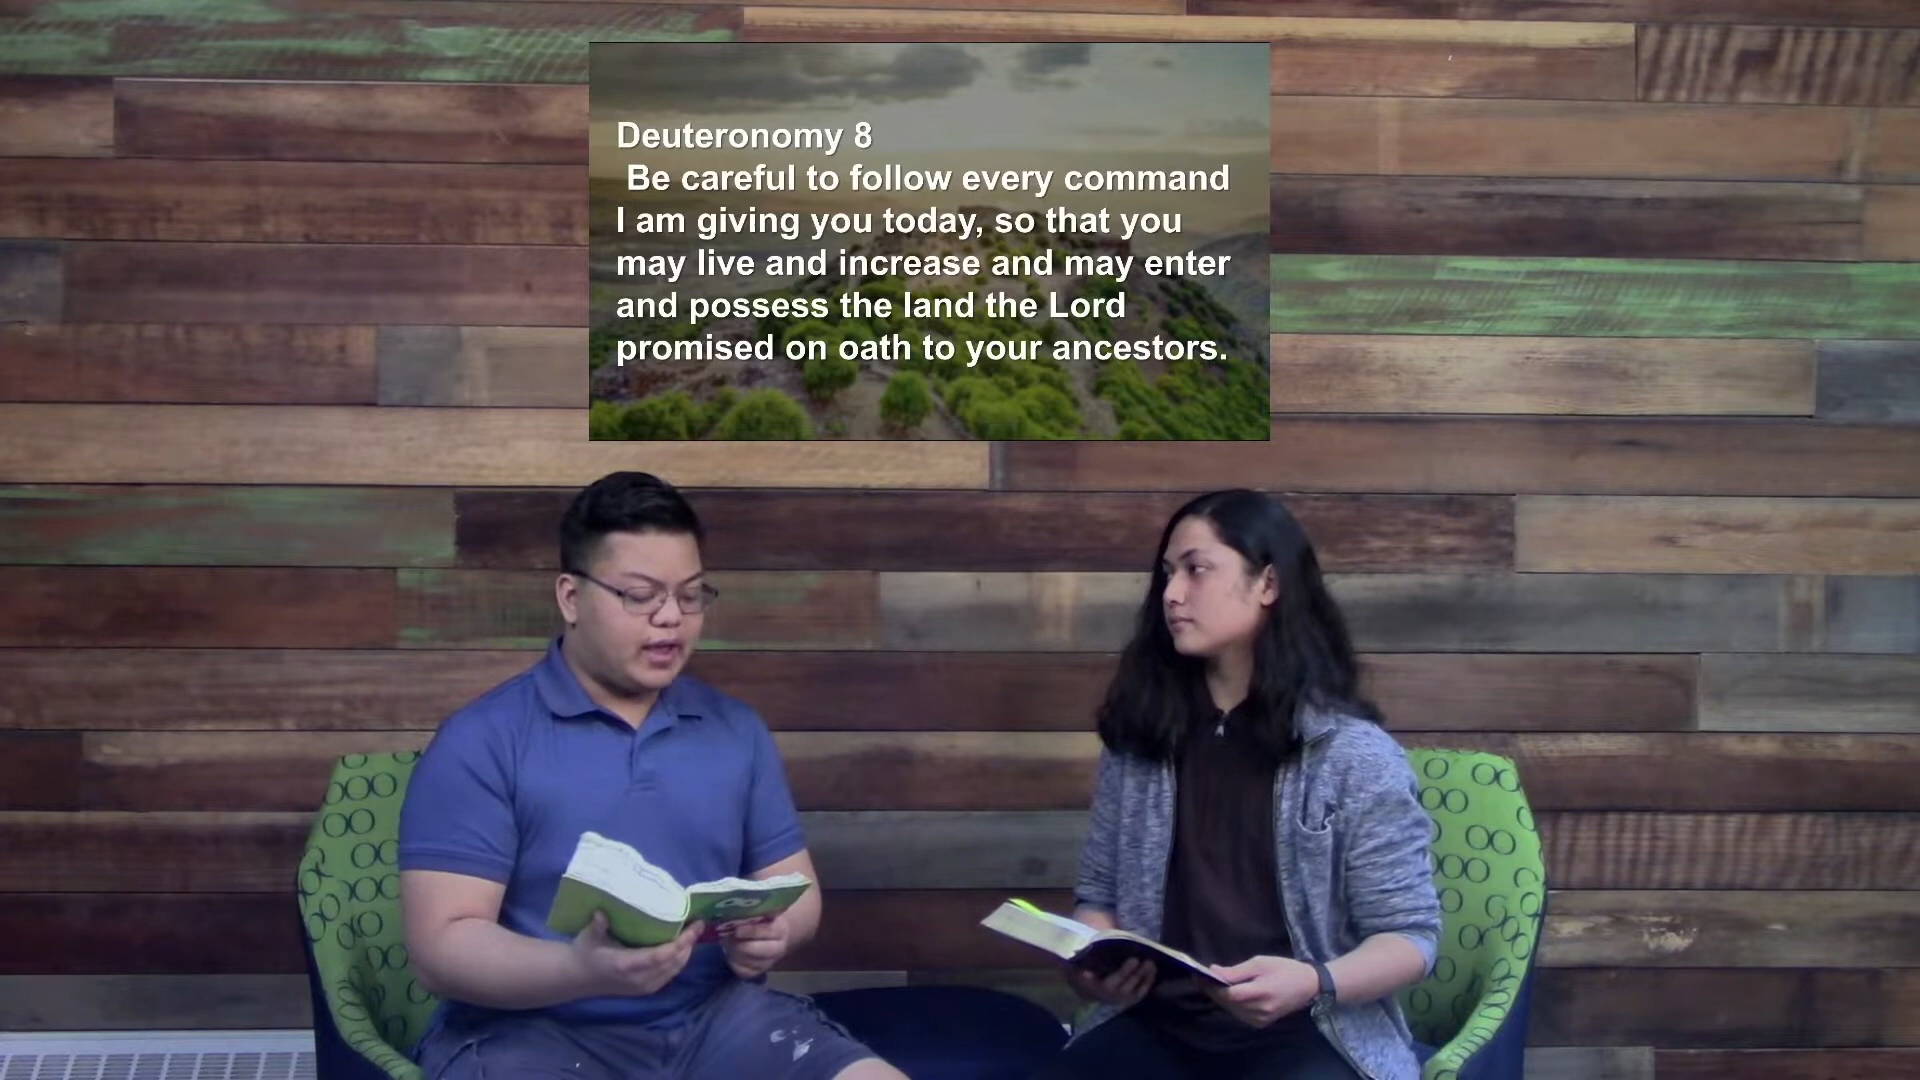 Deuteronomy 8
Be careful to follow every command
I am giving you today, so that you
may live and increase and may enter
and possess the land the Lord
promised on oath to your ancestors.